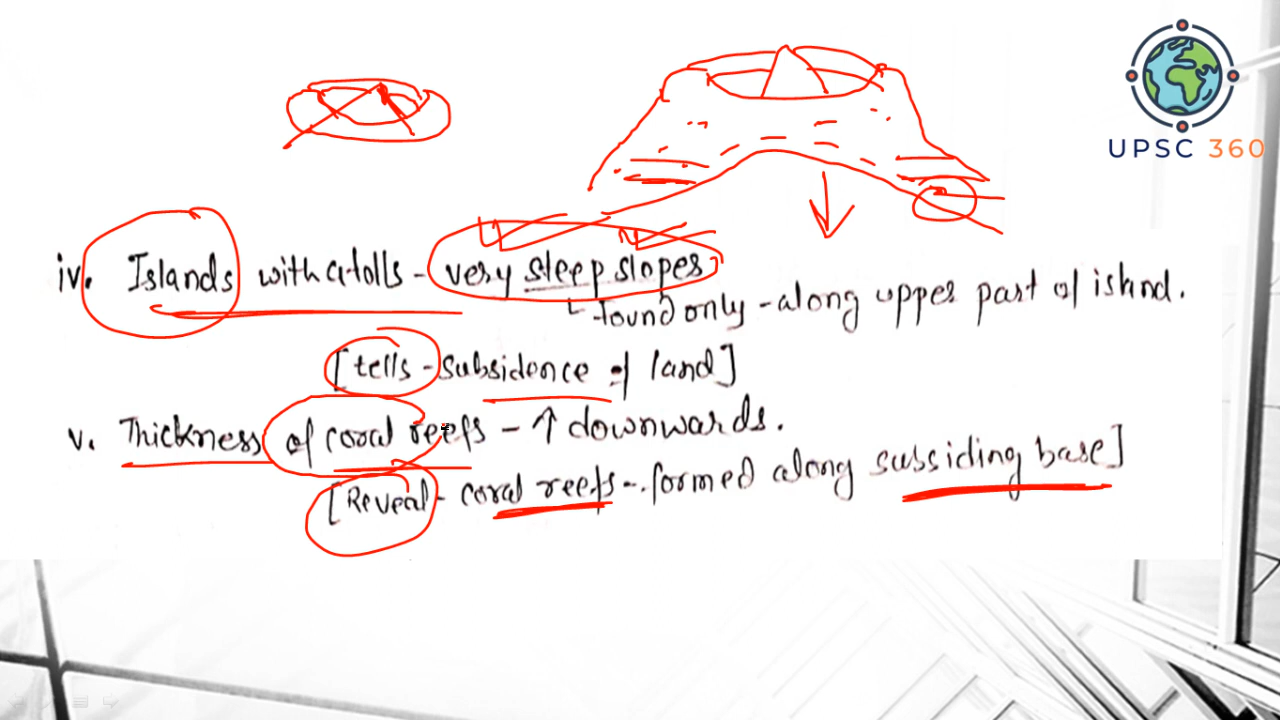 UPSC 360
iv. Islands with atolls - very steep slopes
found only - along upper part of island.
[tells - subsidence of land]
v. Thickness of coral reefs - ↑ downwards.
[Reveal - coral reefs - formed along subsiding base]